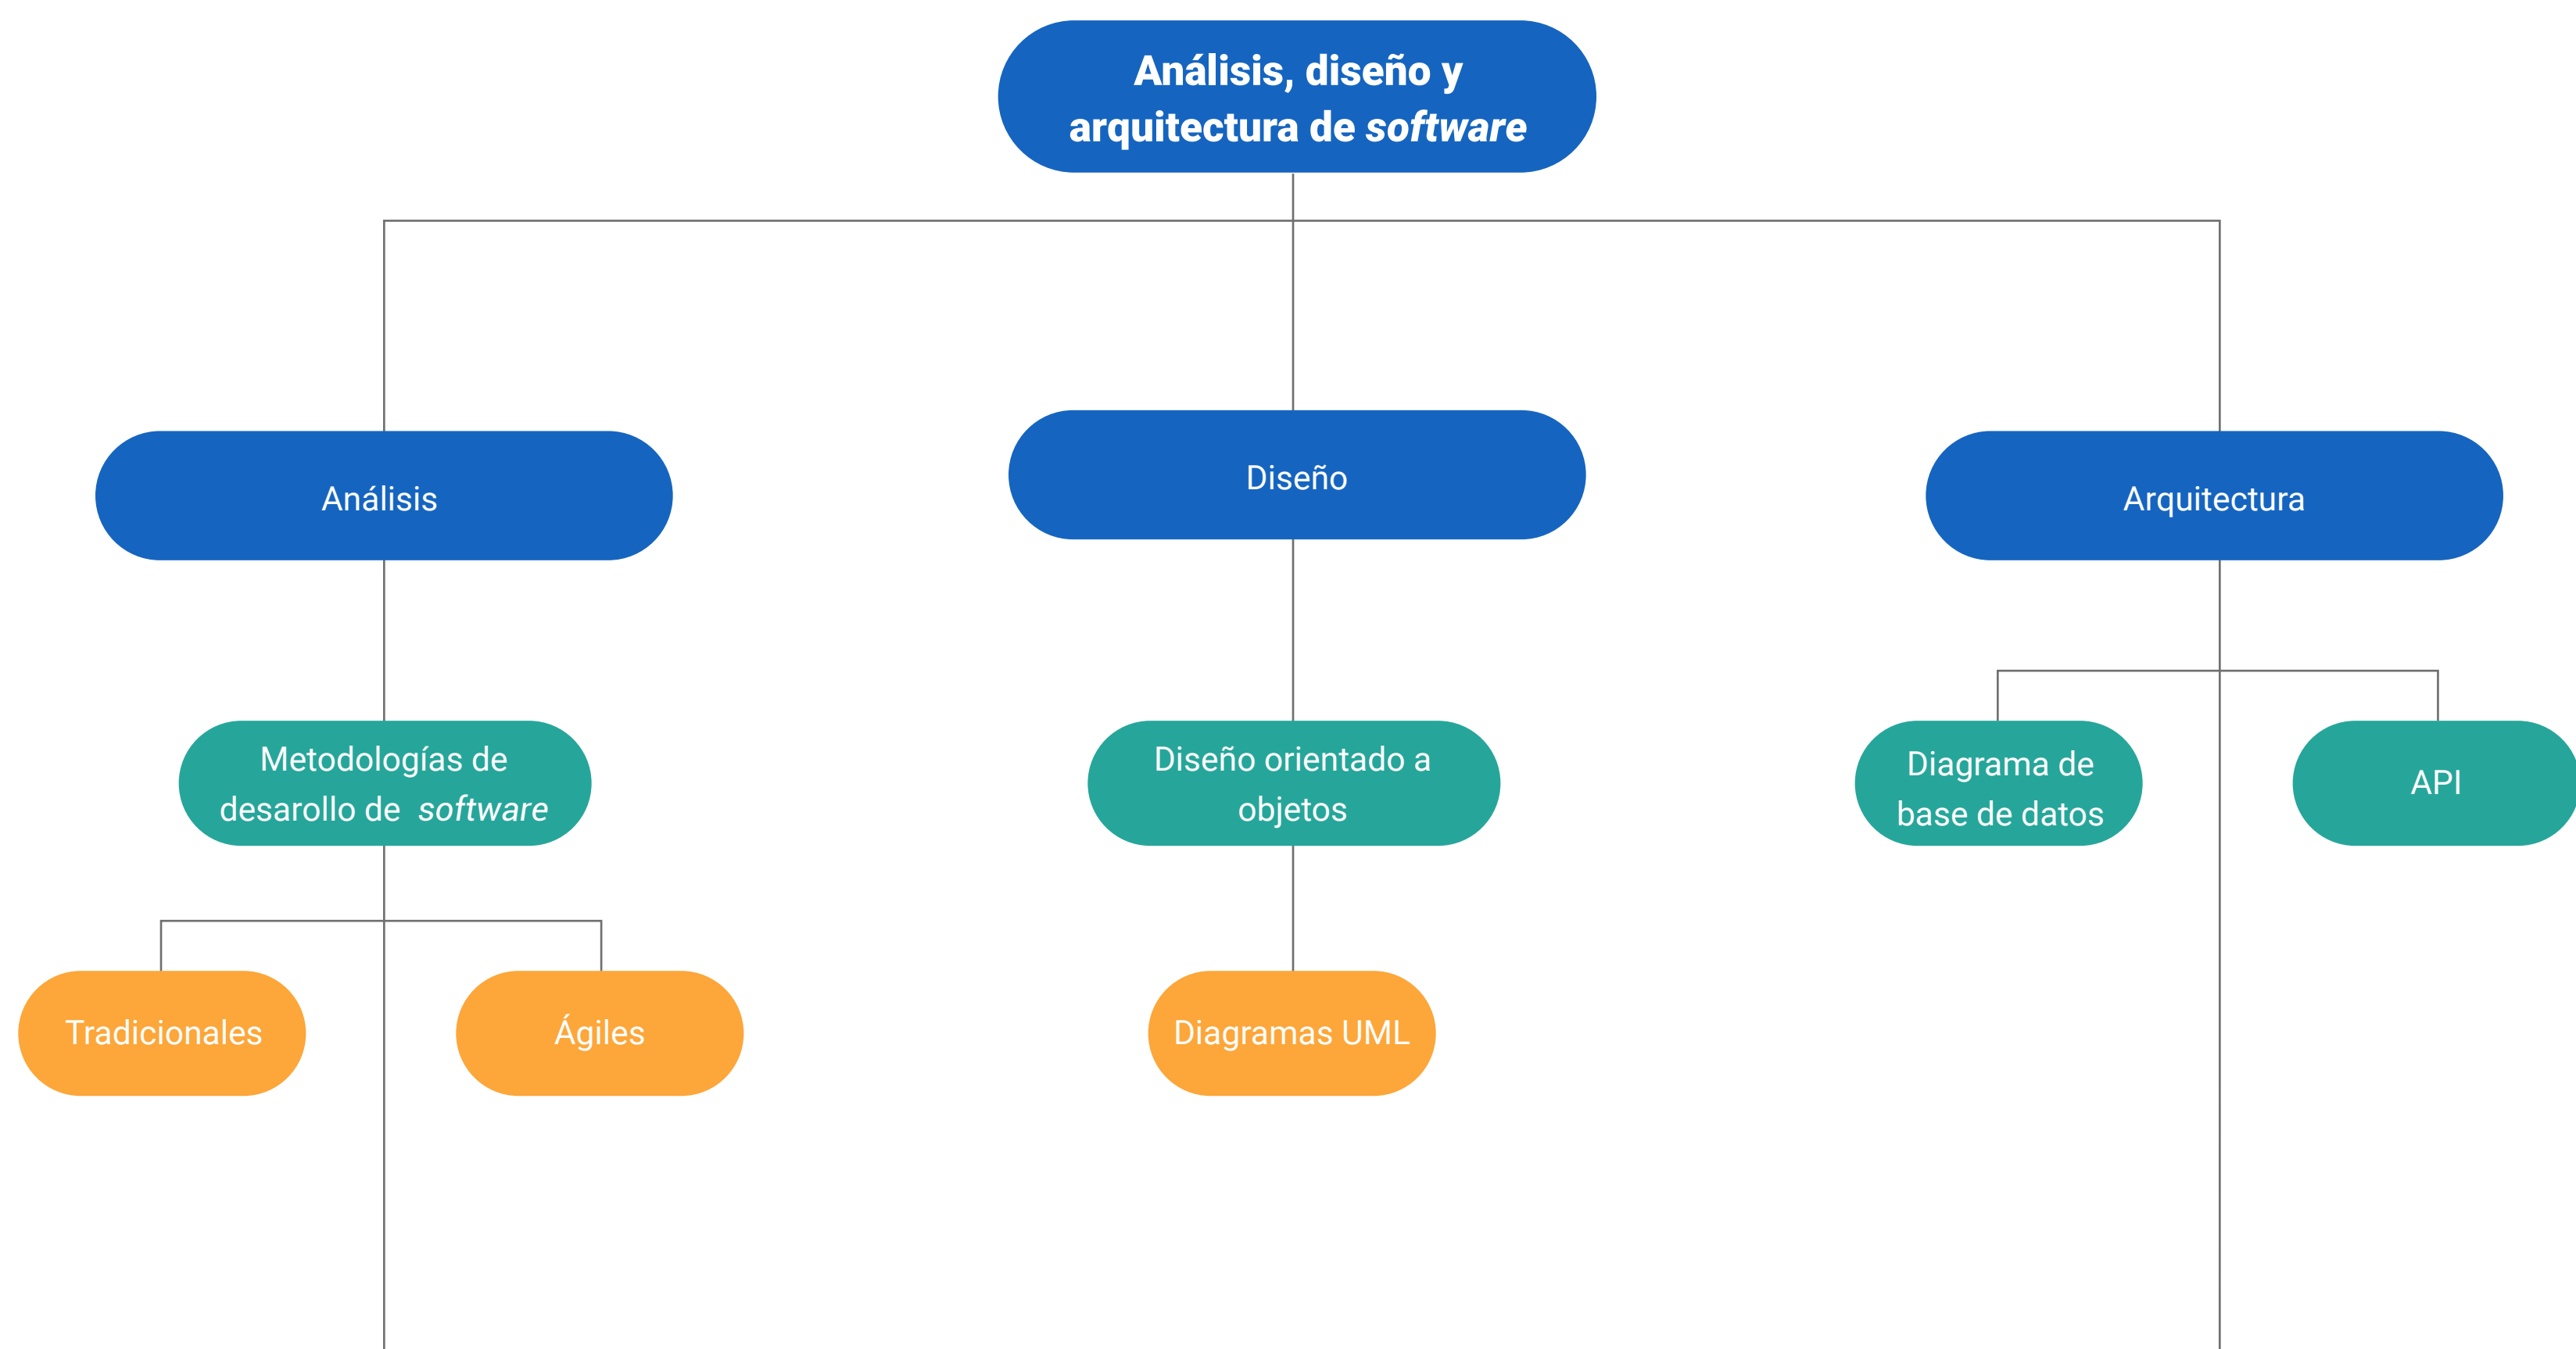 Análisis, diseño y
arquitectura de software
Análisis
Diseño
Arquitectura
Metodologías de
desarollo de software
Diseño orientado a
objetos
Diagrama de
base de datos
API
Tradicionales
Ágiles
Diagramas UML